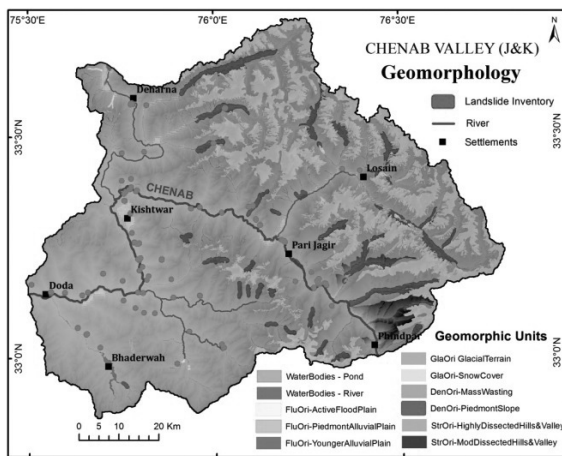 75°30'E
76°0'E
76°30'E
N
CHENAB VALLEY (J&K)
Geomorphology
Landslide Inventory
River
Settlements
33°30'N
33°30'N
Deharna
Losain
CHENAB
Kishtwar
Pari Jagir
Doda
33°0'N
33°0'N
Phindpar
Bhaderwah
0 5 10 20 Km
Geomorphic Units
WaterBodies - Pond
WaterBodies - River
FluOri-ActiveFloodPlain
FluOri-PiedmontAlluvialPlain
FluOri-YoungerAlluvialPlain
GlaOri GlacialTerrain
GlaOri-SnowCover
DenOri-MassWasting
DenOri-PiedmontSlope
StrOri-HighlyDissectedHills&Valley
StrOri-ModDissectedHills&Valley